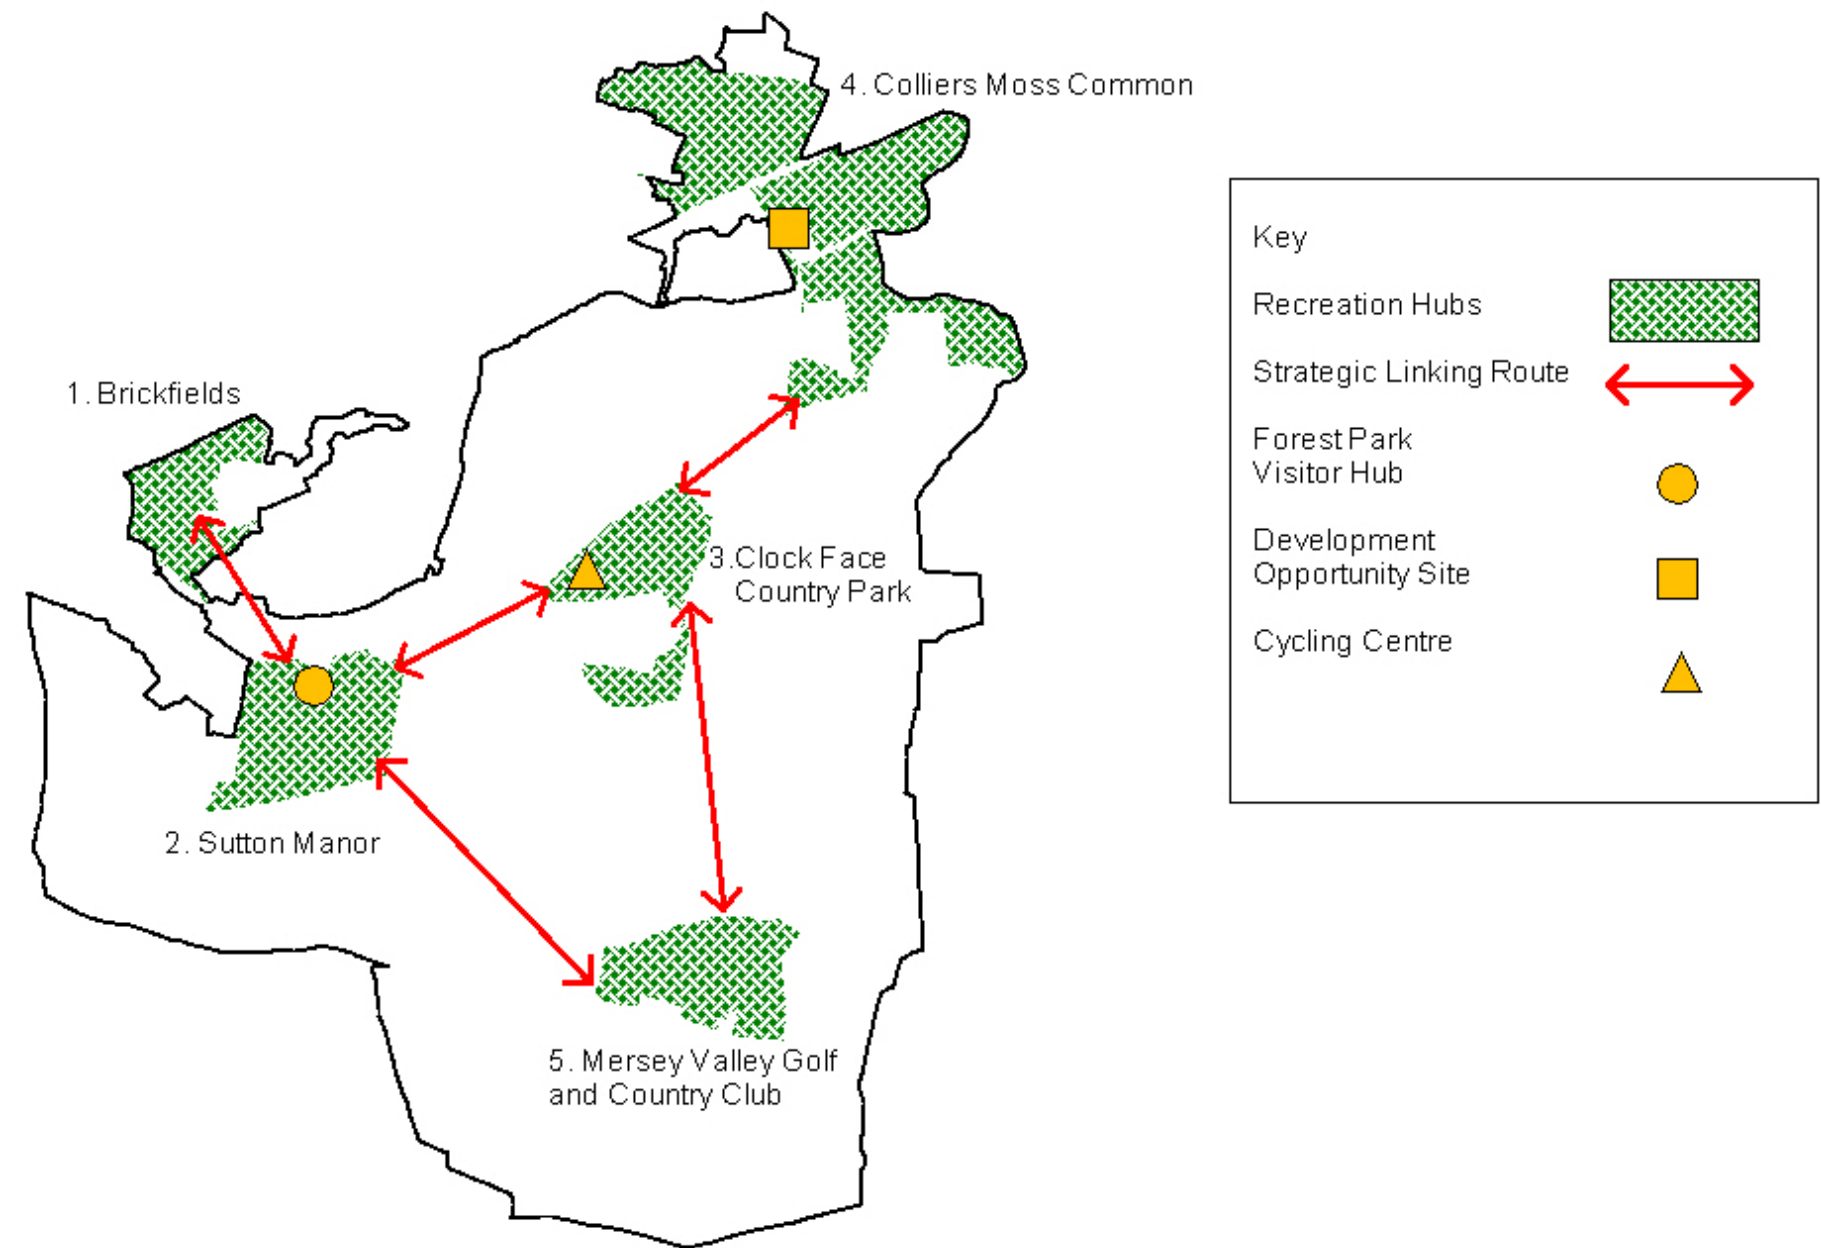 4. Colliers Moss Common
1. Brickfields
3.Clock Face
Country Park
2. Sutton Manor
5. Mersey Valley Golf
and Country Club
Key
Recreation Hubs
Strategic Linking Route
Forest Park
Visitor Hub
Development
Opportunity Site
Cycling Centre